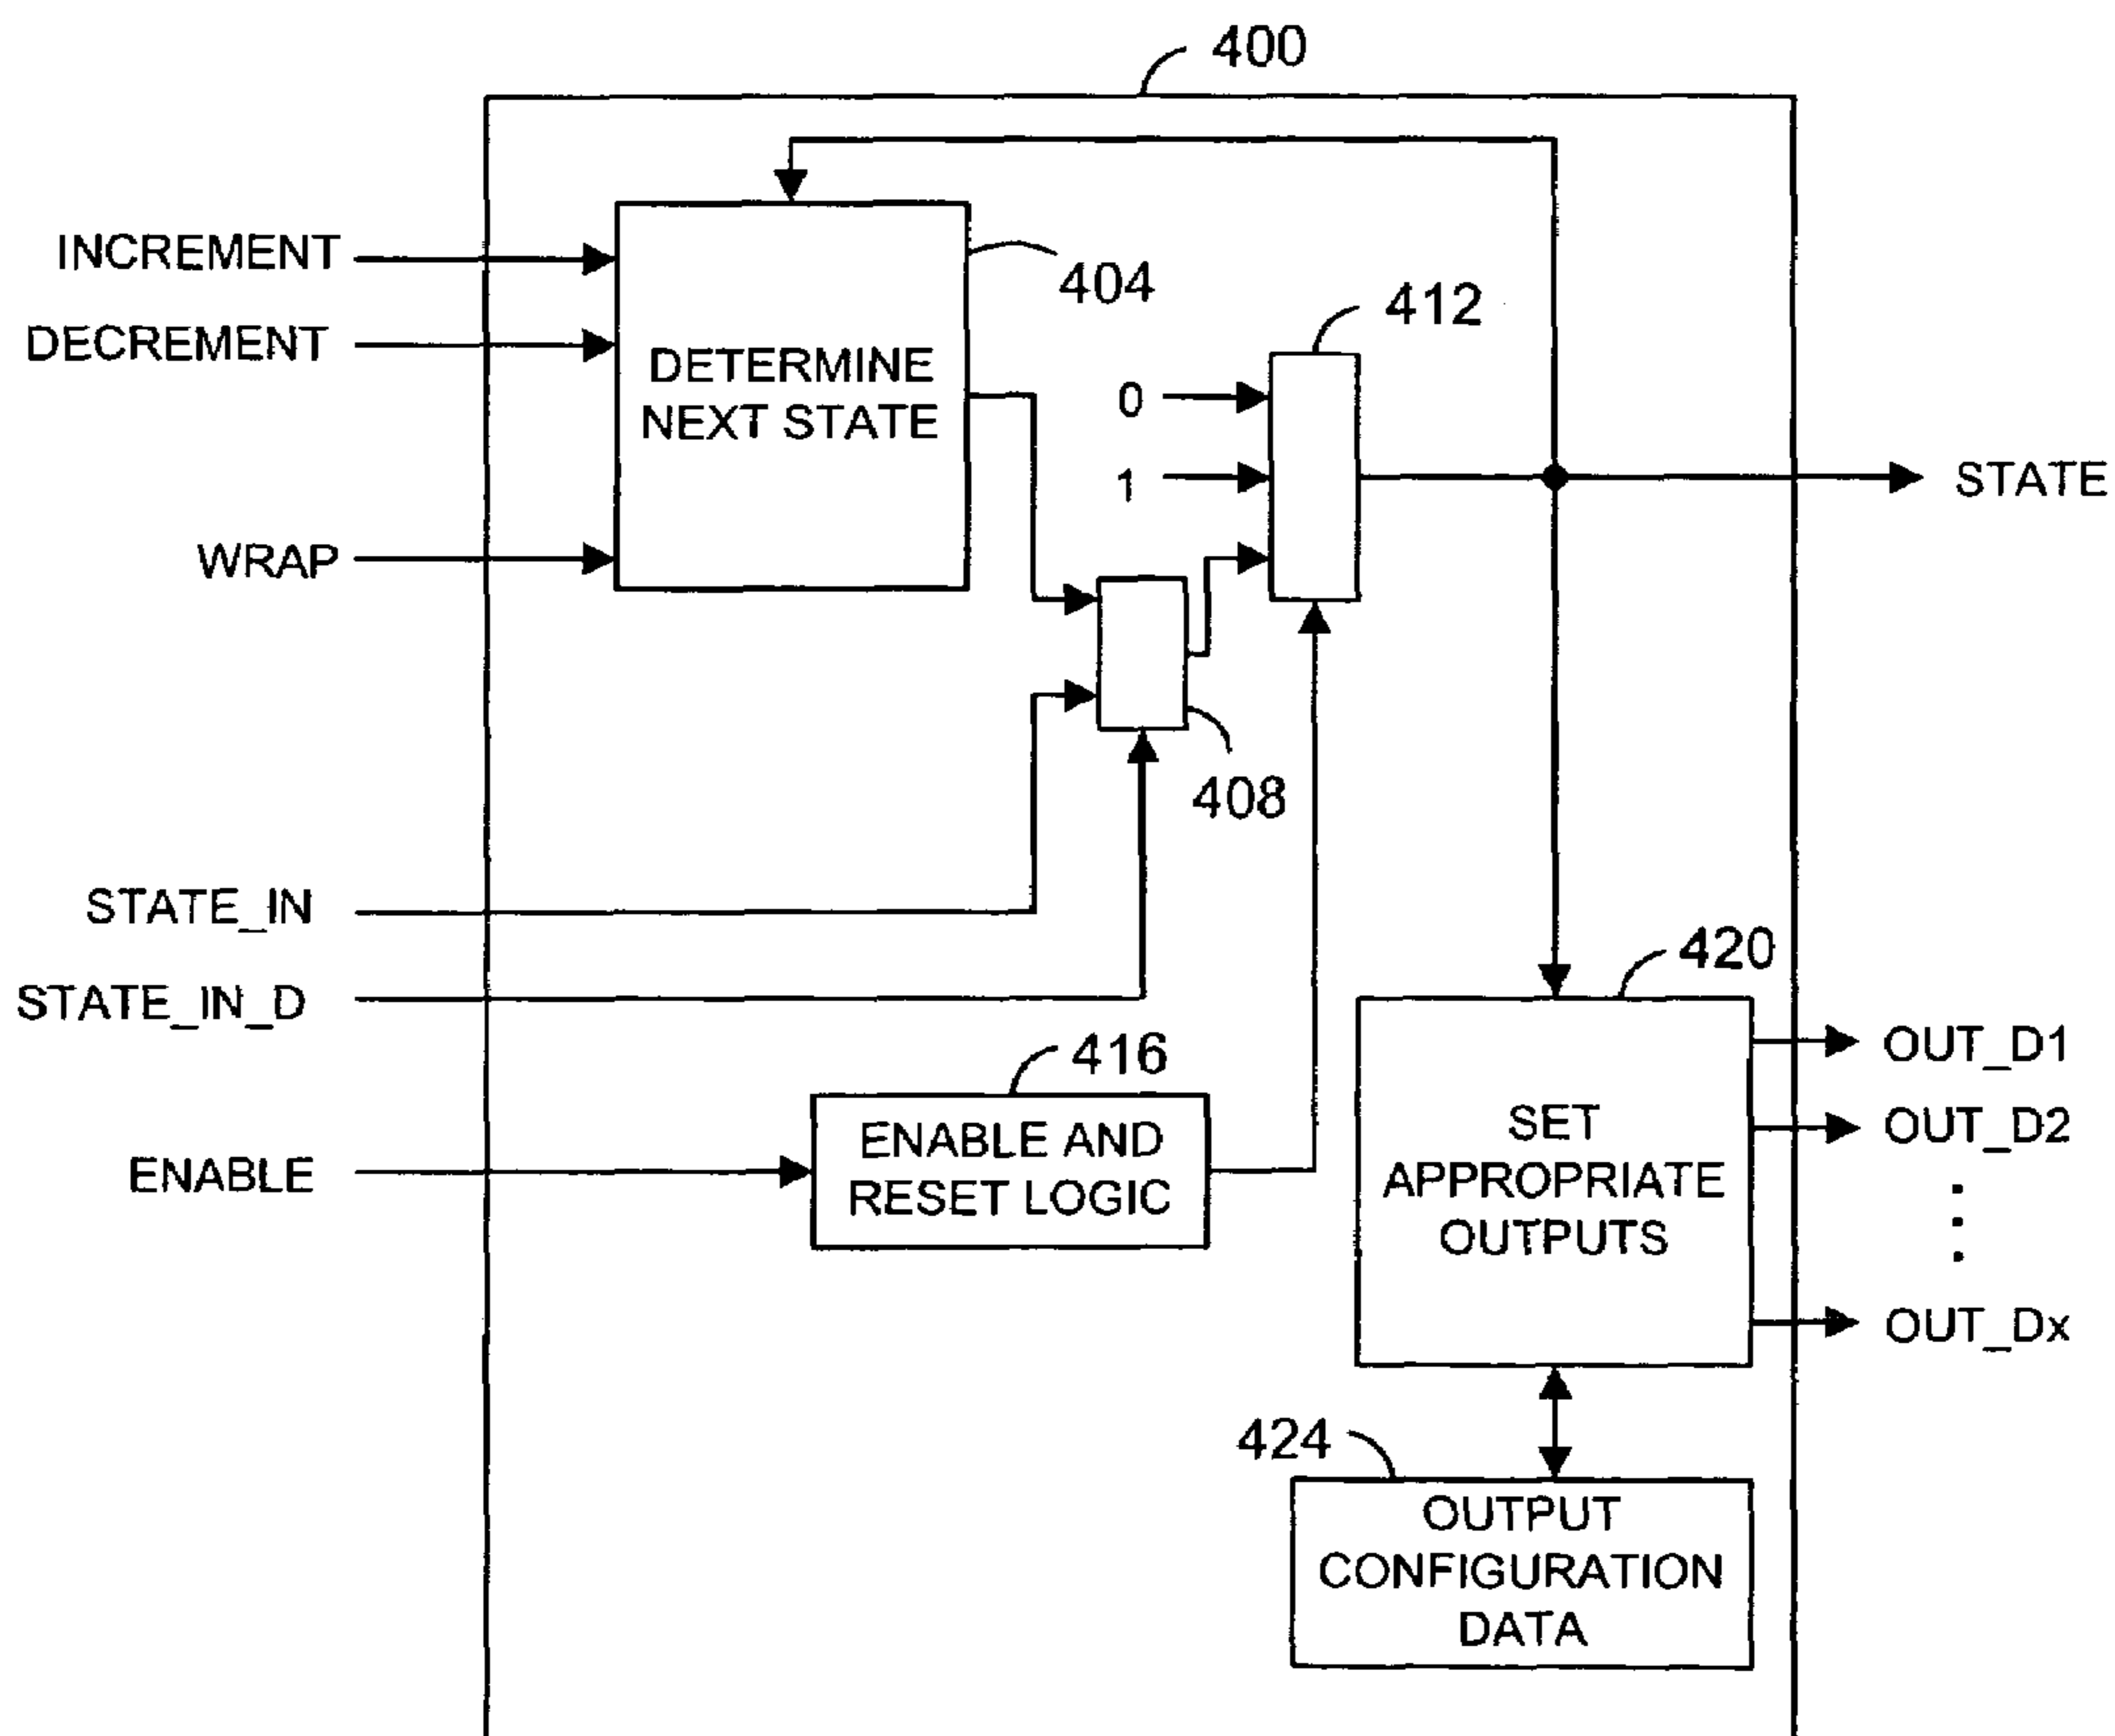 400
INCREMENT
404
412
DECREMENT
DETERMINE
NEXT STATE
0
1
STATE
WRAP
408
STATE_IN
420
STATE_IN_D
416
OUT_D1
ENABLE AND
RESET LOGIC
SET
APPROPRIATE
OUTPUTS
OUT_D2
ENABLE
OUT_Dx
424
OUTPUT
CONFIGURATION
DATA